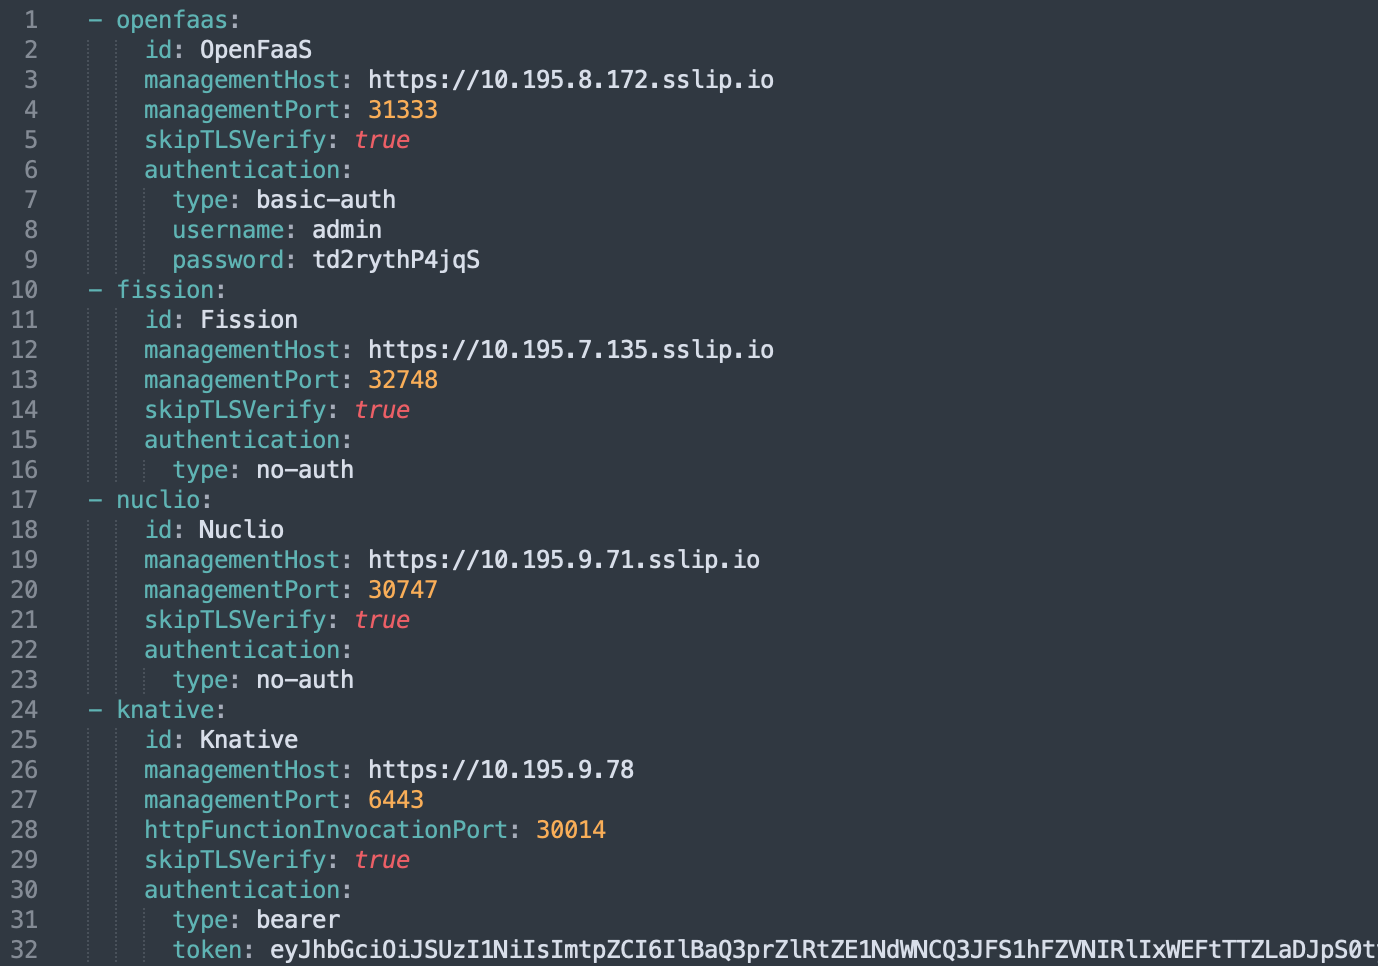 1 - openfaas:
2 id: OpenFaaS
3 managementHost: https://10.195.8.172.sslip.io
4 managementPort: 31333
5 skipTLSVerify: true
6 authentication:
7 type: basic-auth
8 username: admin
9 password: td2rythP4jqS
10 - fission:
11 id: Fission
12 managementHost: https://10.195.7.135.sslip.io
13 managementPort: 32748
14 skipTLSVerify: true
15 authentication:
16 type: no-auth
17 - nuclio:
18 id: Nuclio
19 managementHost: https://10.195.9.71.sslip.io
20 managementPort: 30747
21 skipTLSVerify: true
22 authentication:
23 type: no-auth
24 - knative:
25 id: Knative
26 managementHost: https://10.195.9.78
27 managementPort: 6443
28 httpFunctionInvocationPort: 30014
29 skipTLSVerify: true
30 authentication:
31 type: bearer
32 token: eyJhbGciOiJSUzI1NiIsImtpZCI6IlBaQ3prZlRtZE1NdWNCQ3JFS1hFZVNIRlIxWEFtTTZLaDJpS0t